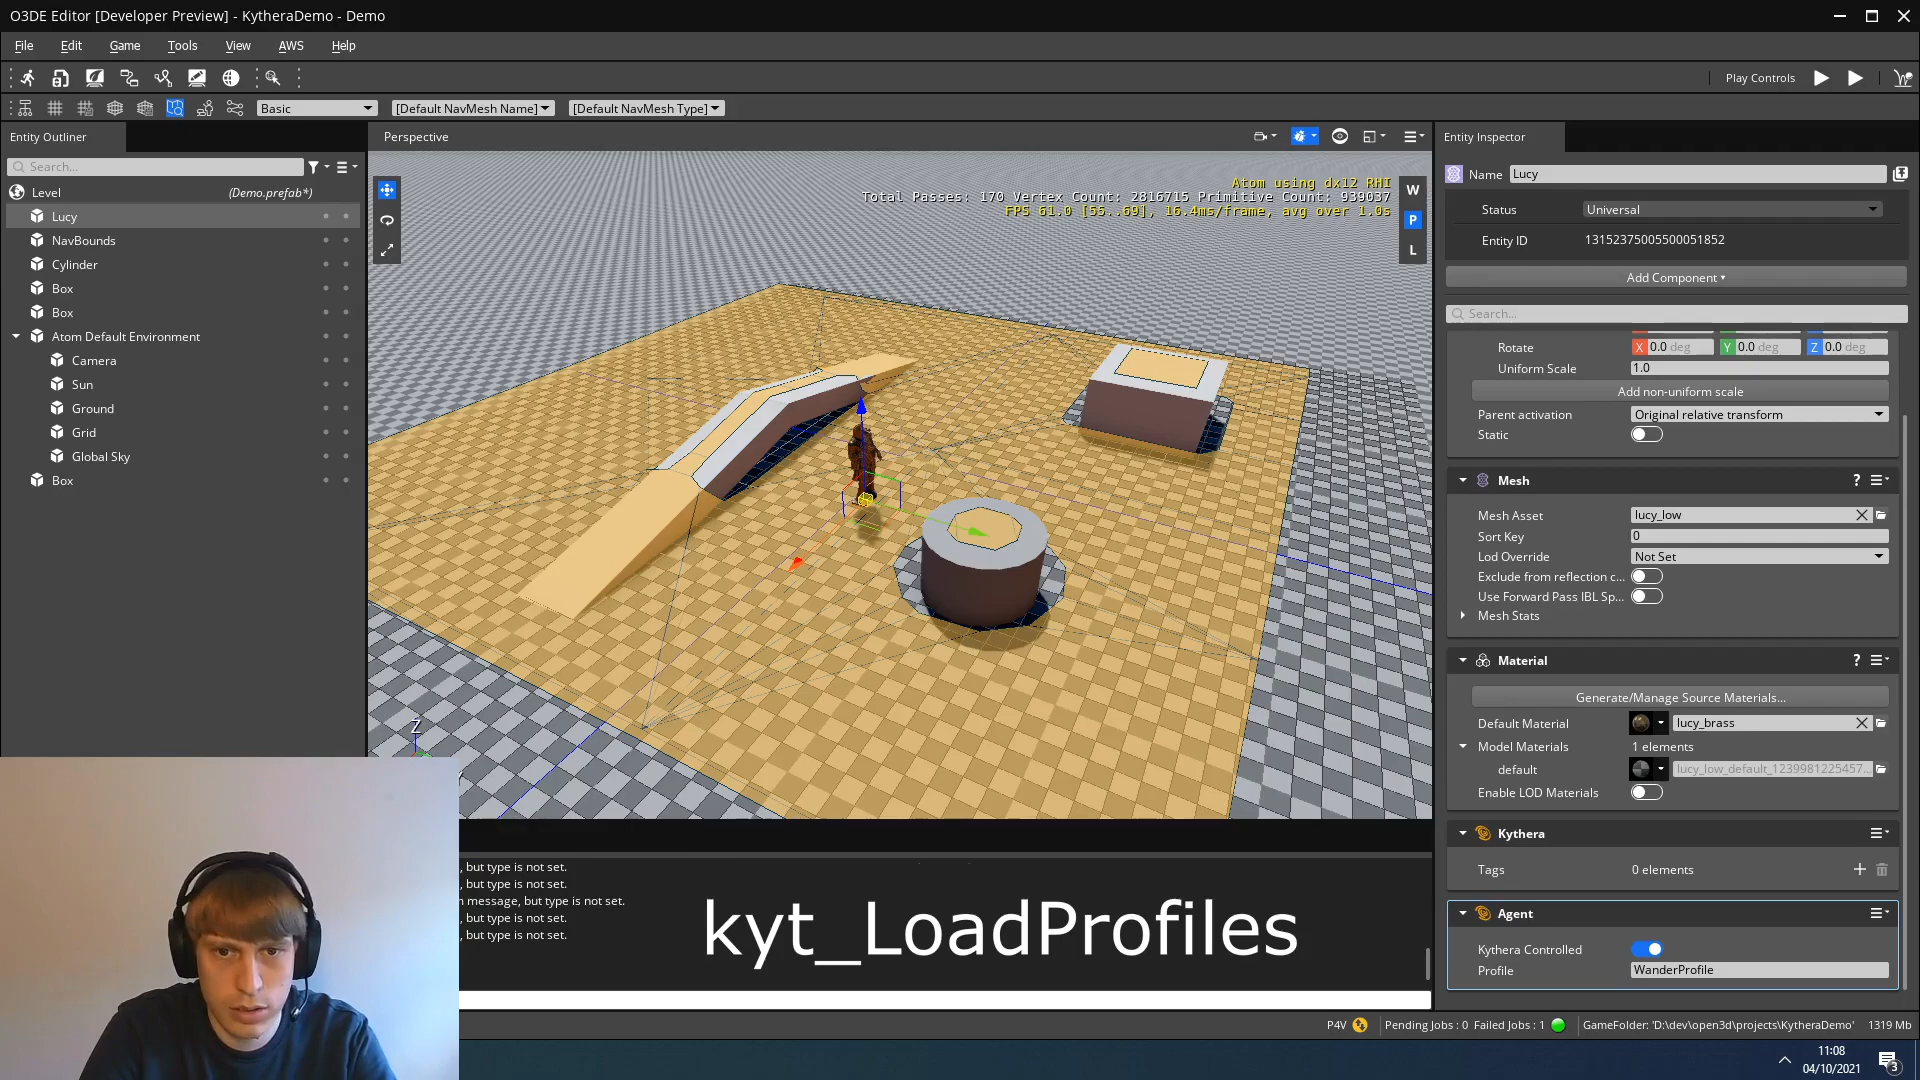 O3DE Editor [Developer Preview] - KytheraDemo - Demo
File Edit Game Tools View AWS Help
Play Controls
Basic [Default NavMesh Name] [Default NavMesh Type]
Entity Outliner
Search...
Level (Demo.prefab*)
Lucy
NavBounds
Cylinder
Box
Box
Atom Default Environment
Camera
Sun
Ground
Grid
Global Sky
Box
Perspective
Atom using dx12 RHI
Total Passes: 170 Vertex Count: 2816715 Primitive Count: 939037
FPS 61.0 [55..69], 16.4ms/frame, avg over 1.0s
W
P
L
Z
, but type is not set.
, but type is not set.
n message, but type is not set.
, but type is not set.
, but type is not set.
kyt_LoadProfiles
Entity Inspector
Name Lucy
Status Universal
Entity ID 13152375005500051852
Add Component
Search...
Rotate X 0.0 deg Y 0.0 deg Z 0.0 deg
Uniform Scale 1.0
Add non-uniform scale
Parent activation Original relative transform
Static
Mesh ?
Mesh Asset lucy_low
Sort Key 0
Lod Override Not Set
Exclude from reflection c...
Use Forward Pass IBL Sp...
Mesh Stats
Material ?
Generate/Manage Source Materials...
Default Material lucy_brass
Model Materials 1 elements
default lucy_low_default_1239981225457...
Enable LOD Materials
Kythera
Tags 0 elements
Agent
Kythera Controlled
Profile WanderProfile
P4V Pending Jobs : 0 Failed Jobs : 1 GameFolder: 'D:\dev\open3d\projects\KytheraDemo' 1319 Mb
11:08
04/10/2021
3